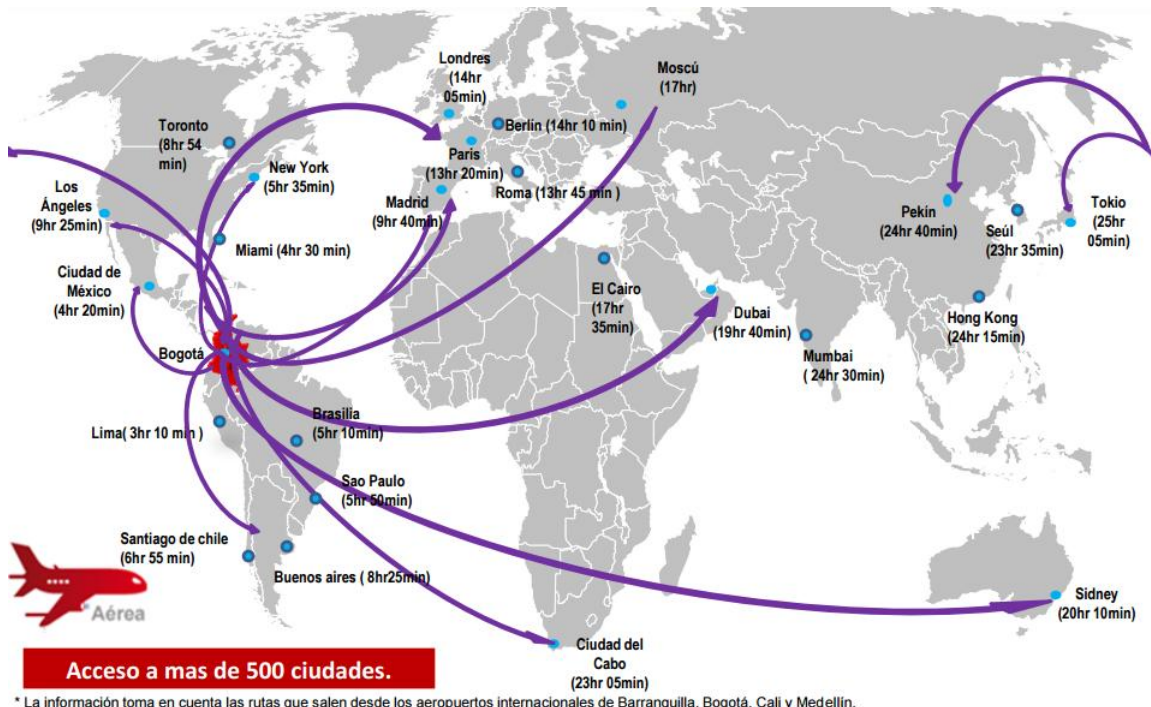 Londres
(14hr
05min)
Moscú
(17hr)
Toronto
(8hr 54
min)
Berlín (14hr 10 min)
New York
(5hr 35min)
Paris
(13hr 20min)
Roma (13hr 45 min )
Los
Ángeles
(9hr 25min)
Madrid
(9hr 40min)
Pekín
(24hr 40min)
Seúl
(23hr 35min)
Tokio
(25hr
05min)
Miami (4hr 30 min)
Ciudad de
México
(4hr 20min)
El Cairo
(17hr
35min)
Dubai
(19hr 40min)
Hong Kong
(24hr 15min)
Mumbai
( 24hr 30min)
Bogotá
Lima( 3hr 10 min )
Brasilia
(5hr 10min)
Sao Paulo
(5hr 50min)
Santiago de chile
(6hr 55 min)
Buenos aires ( 8hr25min)
Aérea
Sidney
(20hr 10min)
Ciudad del
Cabo
(23hr 05min)
Acceso a mas de 500 ciudades.
* La información toma en cuenta las rutas que salen desde los aeropuertos internacionales de Barranquilla, Bogotá, Cali y Medellín.